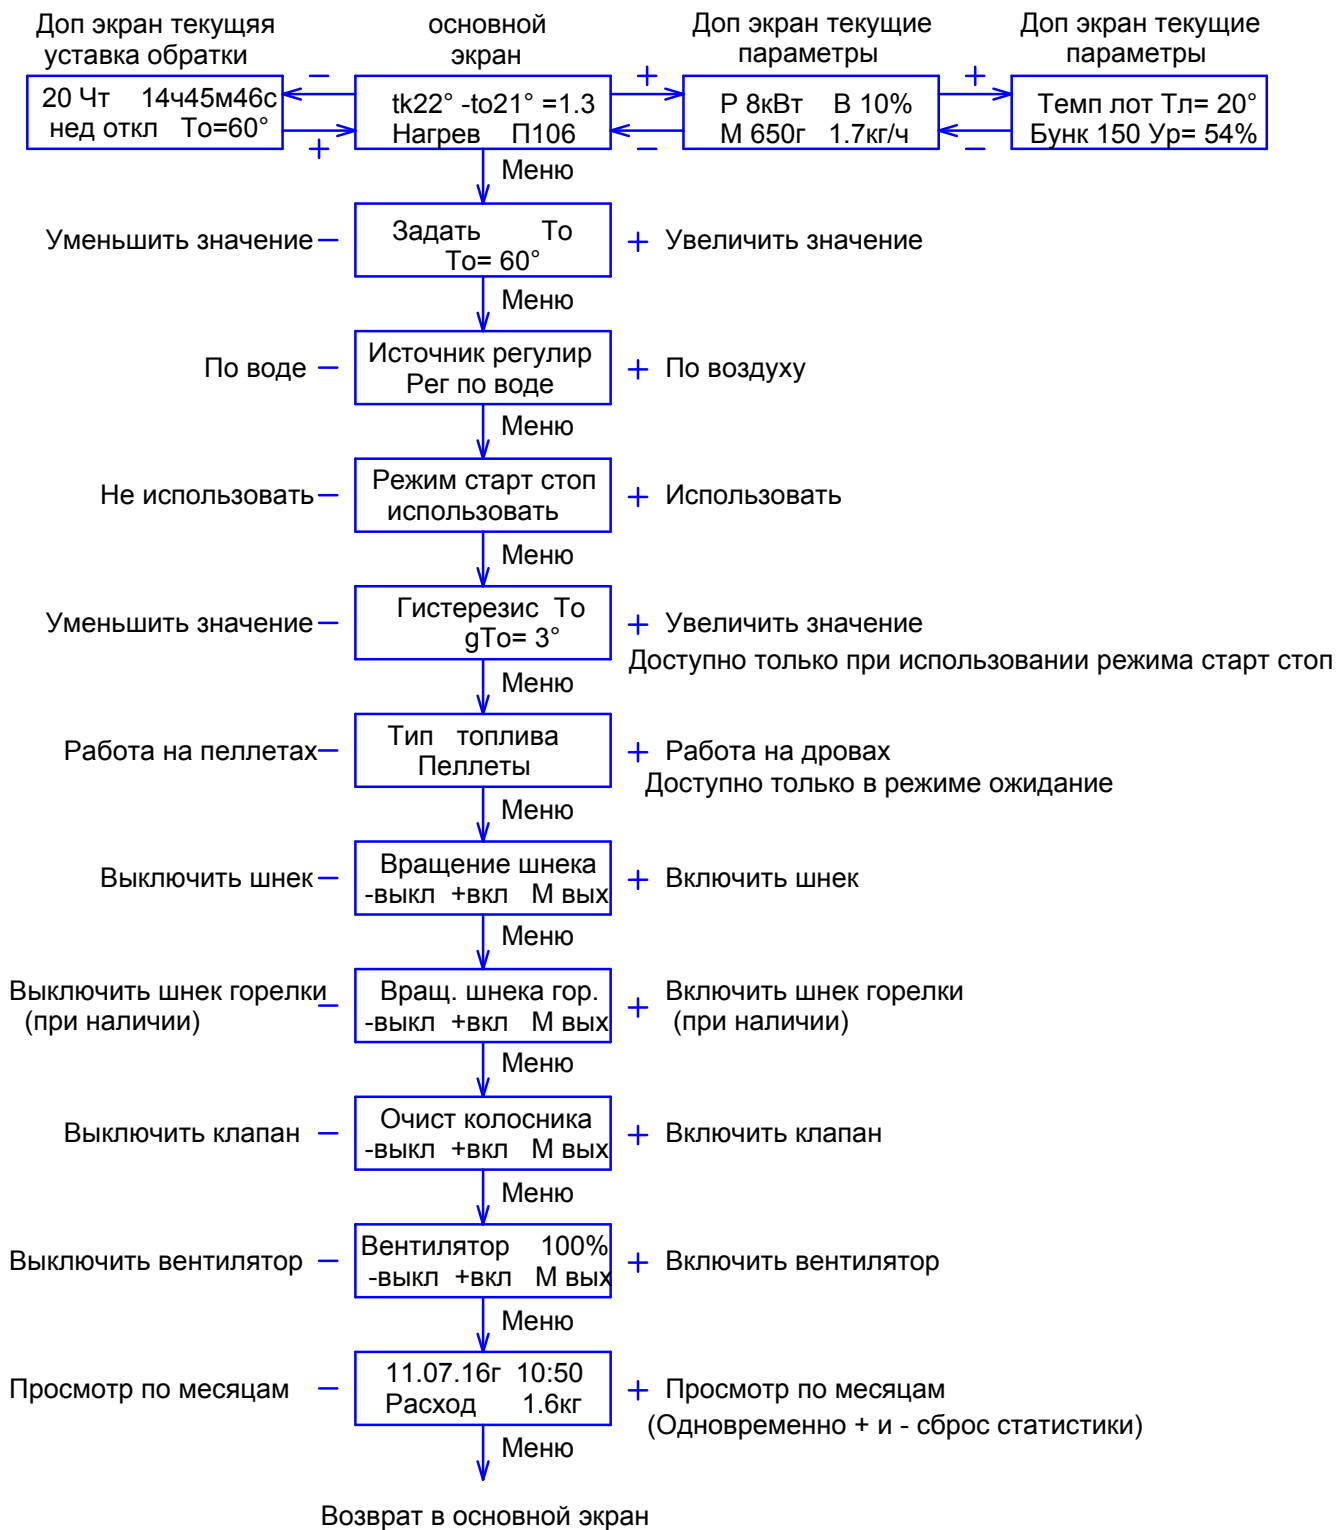 Доп экран текущяя
уставка обратки
основной
экран
Доп экран текущие
параметры
Доп экран текущие
параметры
20 Чт 14ч45м46с
нед откл То=60°
−
+
tk22° -to21° =1.3
Нагрев П106
+
−
Р 8кВт В 10%
М 650г 1.7кг/ч
+
−
Темп лот Тл= 20°
Бунк 150 Ур= 54%
Меню
Уменьшить значение −
Задать То
То= 60°
+ Увеличить значение
Меню
По воде −
Источник регулир
Рег по воде
+ По воздуху
Меню
Не использовать −
Режим старт стоп
использовать
+ Использовать
Меню
Уменьшить значение −
Гистерезис То
gТо= 3°
+ Увеличить значение
Доступно только при использовании режима старт стоп
Меню
Работа на пеллетах −
Тип топлива
Пеллеты
+ Работа на дровах
Доступно только в режиме ожидание
Меню
Выключить шнек −
Вращение шнека
-выкл +вкл М вых
+ Включить шнек
Меню
Выключить шнек горелки −
(при наличии)
Вращ. шнека гор.
-выкл +вкл М вых
+ Включить шнек горелки
(при наличии)
Меню
Выключить клапан −
Очист колосника
-выкл +вкл М вых
+ Включить клапан
Меню
Выключить вентилятор −
Вентилятор 100%
-выкл +вкл М вых
+ Включить вентилятор
Меню
Просмотр по месяцам −
11.07.16г 10:50
Расход 1.6кг
+ Просмотр по месяцам
(Одновременно + и - сброс статистики)
Меню
Возврат в основной экран